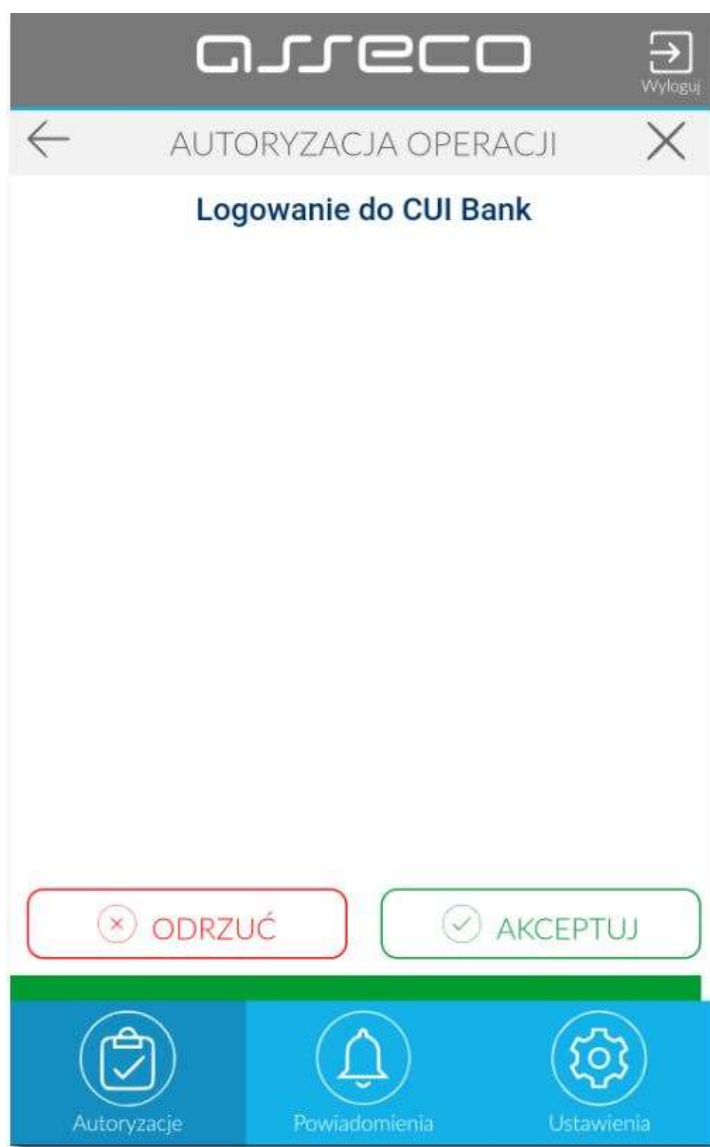 asseco
Wyloguj
AUTORYZACJA OPERACJI
Logowanie do CUI Bank
ODRZUĆ
AKCEPTUJ
Autoryzacje
Powiadomienia
Ustawienia